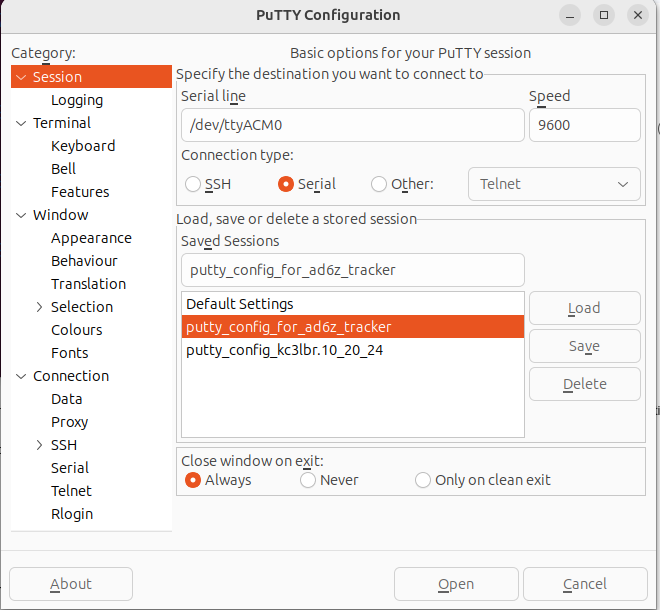 PuTTY Configuration
Category:
Session
Logging
Terminal
Keyboard
Bell
Features
Window
Appearance
Behaviour
Translation
Selection
Colours
Fonts
Connection
Data
Proxy
SSH
Serial
Telnet
Rlogin
Basic options for your PuTTY session
Specify the destination you want to connect to
Serial line Speed
/dev/ttyACM0 9600
Connection type:
SSH Serial Other: Telnet
Load, save or delete a stored session
Saved Sessions
putty_config_for_ad6z_tracker
Default Settings
putty_config_for_ad6z_tracker
putty_config_kc3lbr.10_20_24
Load
Save
Delete
Close window on exit:
Always Never Only on clean exit
About Open Cancel